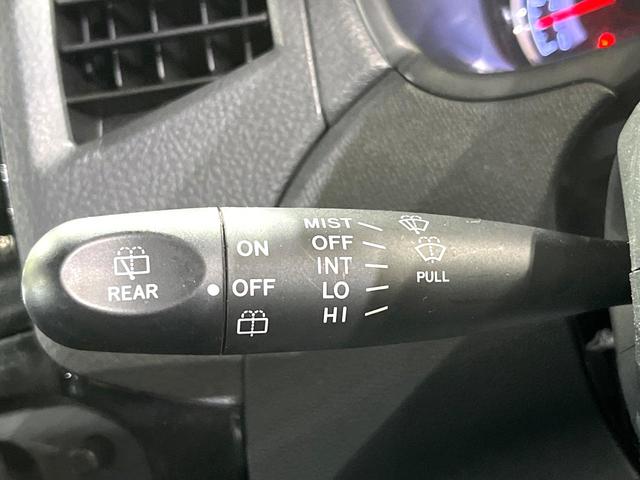 REAR
ON
OFF
MIST
OFF
INT
LO
HI
PULL